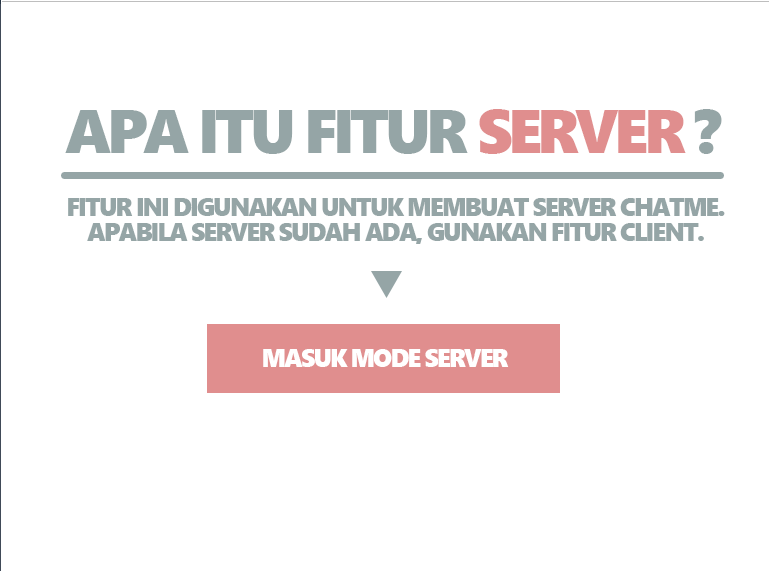 APA ITU FITUR SERVER ?
FITUR INI DIGUNAKAN UNTUK MEMBUAT SERVER CHATME.
APABILA SERVER SUDAH ADA, GUNAKAN FITUR CLIENT.
MASUK MODE SERVER